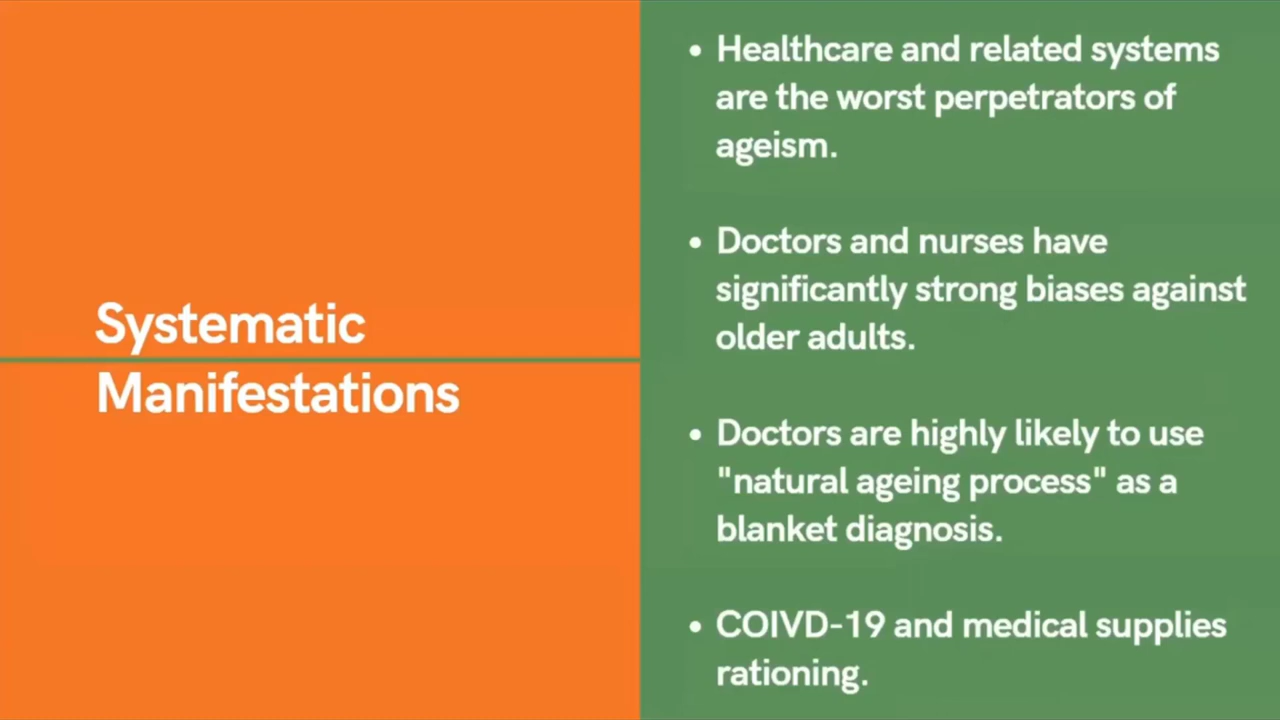 Systematic
Manifestations
• Healthcare and related systems
are the worst perpetrators of
ageism.
• Doctors and nurses have
significantly strong biases against
older adults.
• Doctors are highly likely to use
"natural ageing process" as a
blanket diagnosis.
• COIVD-19 and medical supplies
rationing.